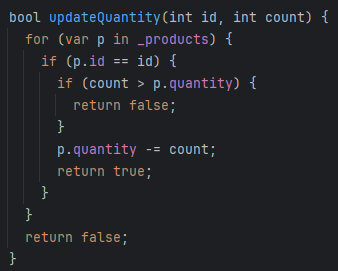 bool updateQuantity(int id, int count) {
  for (var p in _products) {
    if (p.id == id) {
      if (count > p.quantity) {
        return false;
      }
      p.quantity -= count;
      return true;
    }
  }
  return false;
}